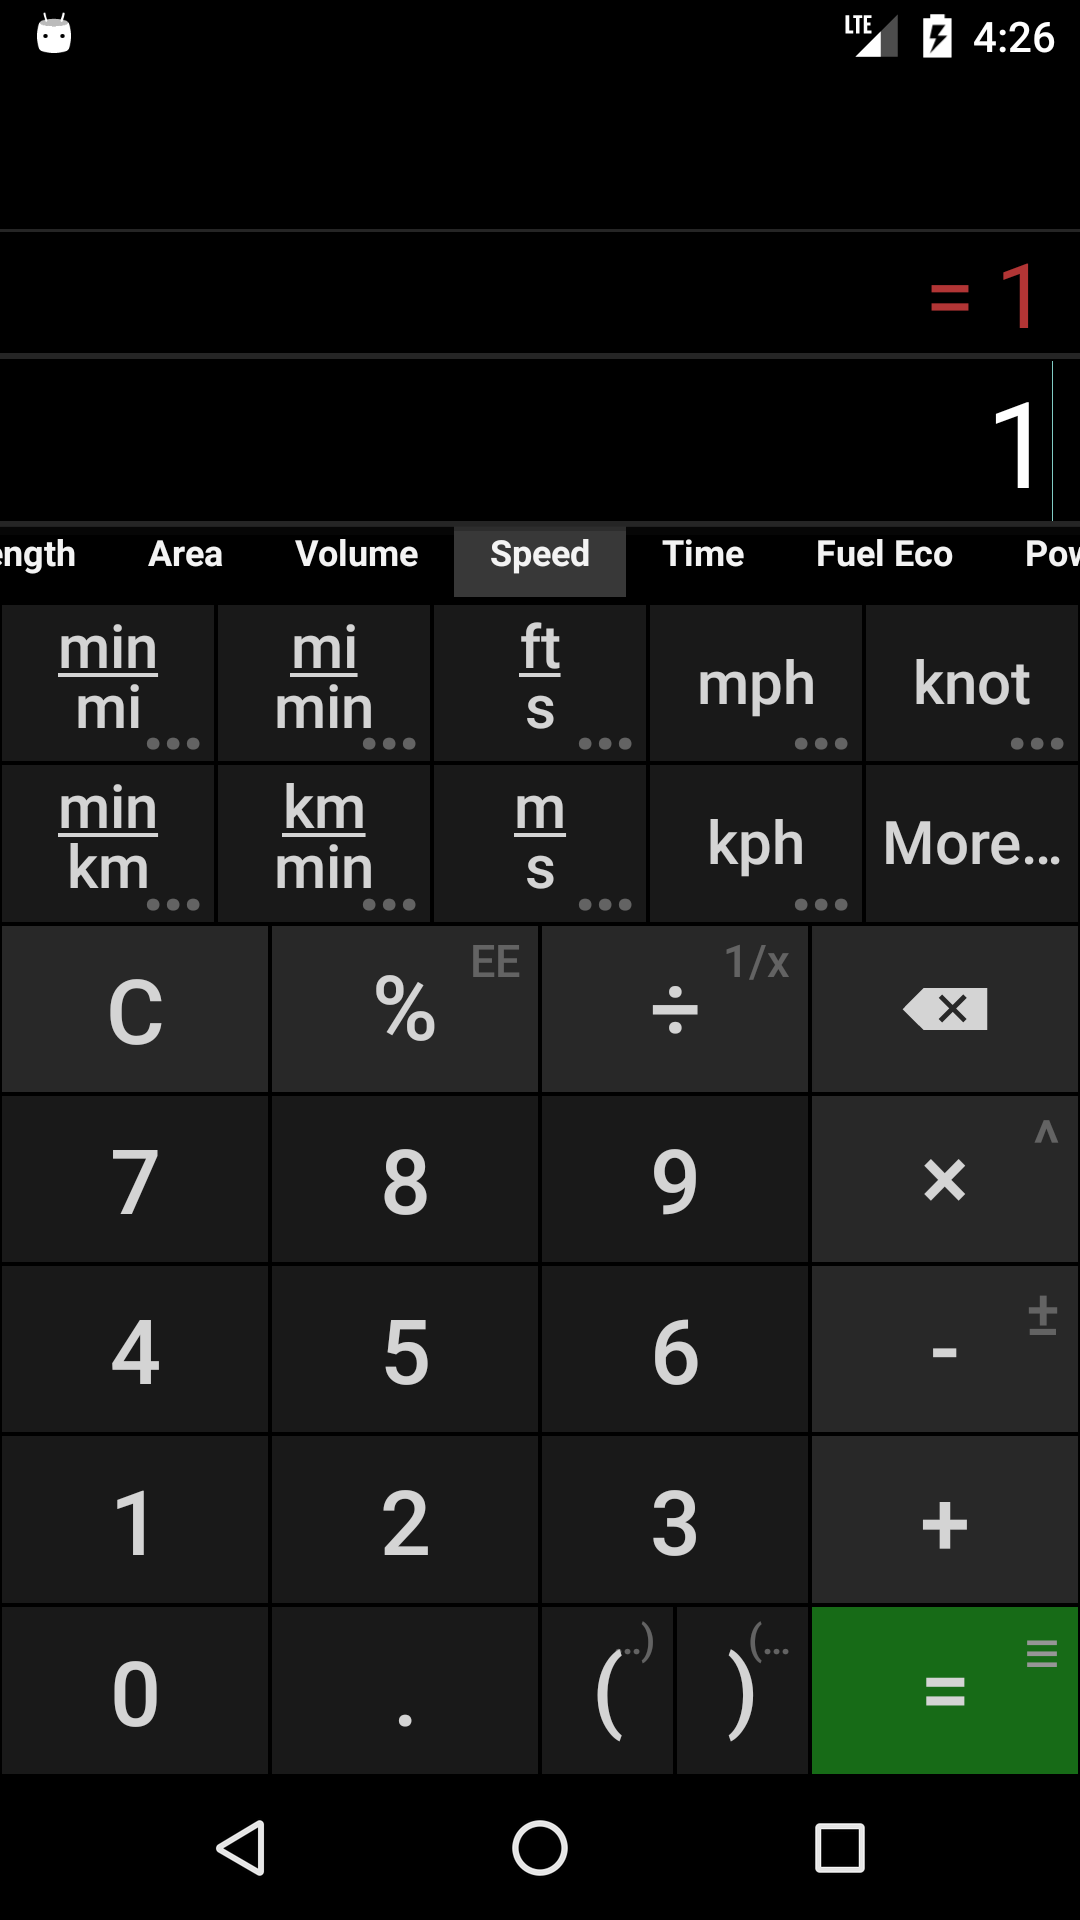 LTE 4:26
= 1
1
ength Area Volume Speed Time Fuel Eco Pow
min mi ft mph knot
mi min s
min km m kph More...
km min s
C % EE ÷ 1/x
7 8 9 × ^
4 5 6 - ±
1 2 3 +
0 . ( ..) ) (... =